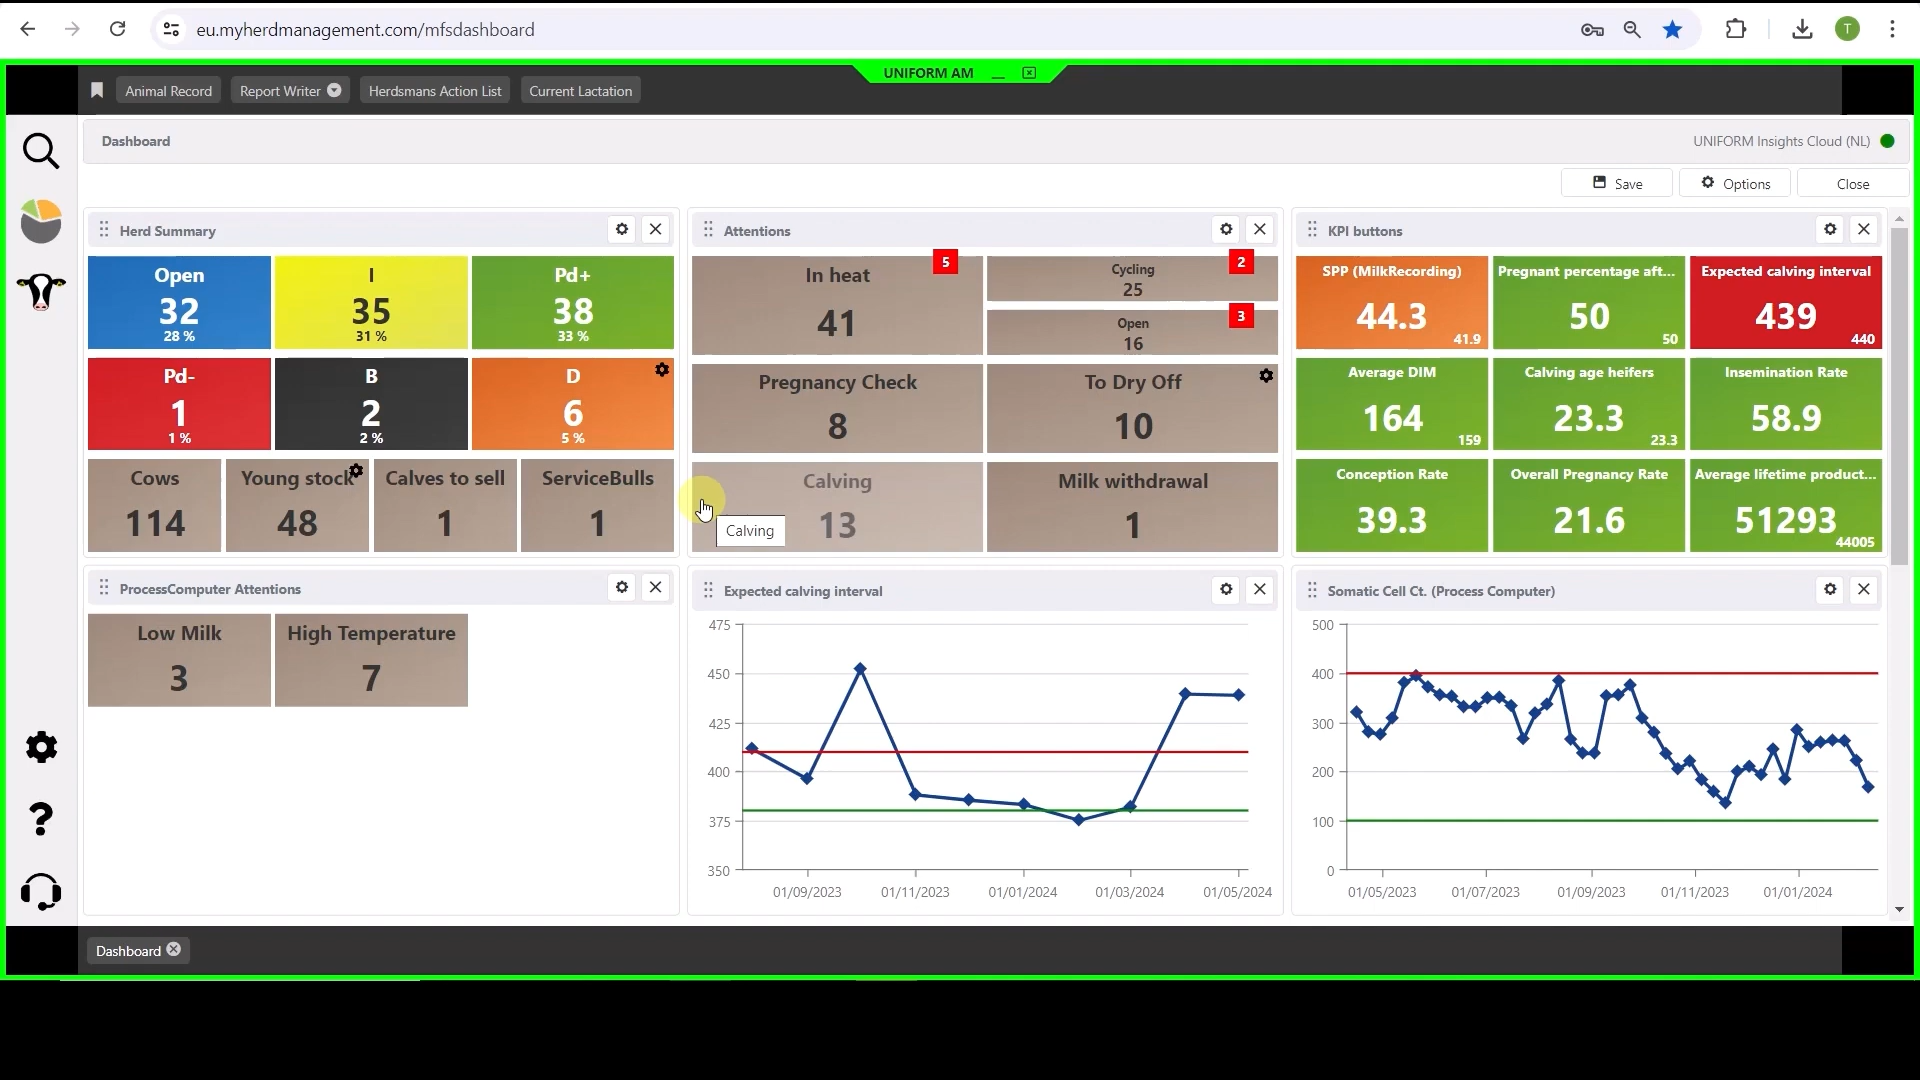 eu.myherdmanagement.com/mfsdashboard
T
UNIFORM AM
Animal Record
Report Writer
Herdsmans Action List
Current Lactation
Dashboard
UNIFORM Insights Cloud (NL)
Save
Options
Close
Herd Summary
Open
32
28 %
I
35
31 %
Pd+
38
33 %
Pd-
1
1 %
B
2
2 %
D
6
5 %
Cows
114
Young stock
48
Calves to sell
1
ServiceBulls
1
Attentions
In heat
5
41
Cycling
2
25
Open
3
16
Pregnancy Check
8
To Dry Off
10
Calving
13
Calving
Milk withdrawal
1
KPI buttons
SPP (MilkRecording)
44.3
41.9
Pregnant percentage aft...
50
50
Expected calving interval
439
440
Average DIM
164
159
Calving age heifers
23.3
23.3
Insemination Rate
58.9
Conception Rate
39.3
Overall Pregnancy Rate
21.6
Average lifetime product...
51293
44005
ProcessComputer Attentions
Low Milk
3
High Temperature
7
Expected calving interval
475
450
425
400
375
350
01/09/2023
01/11/2023
01/01/2024
01/03/2024
01/05/2024
Somatic Cell Ct. (Process Computer)
500
400
300
200
100
0
01/05/2023
01/07/2023
01/09/2023
01/11/2023
01/01/2024
?
Dashboard